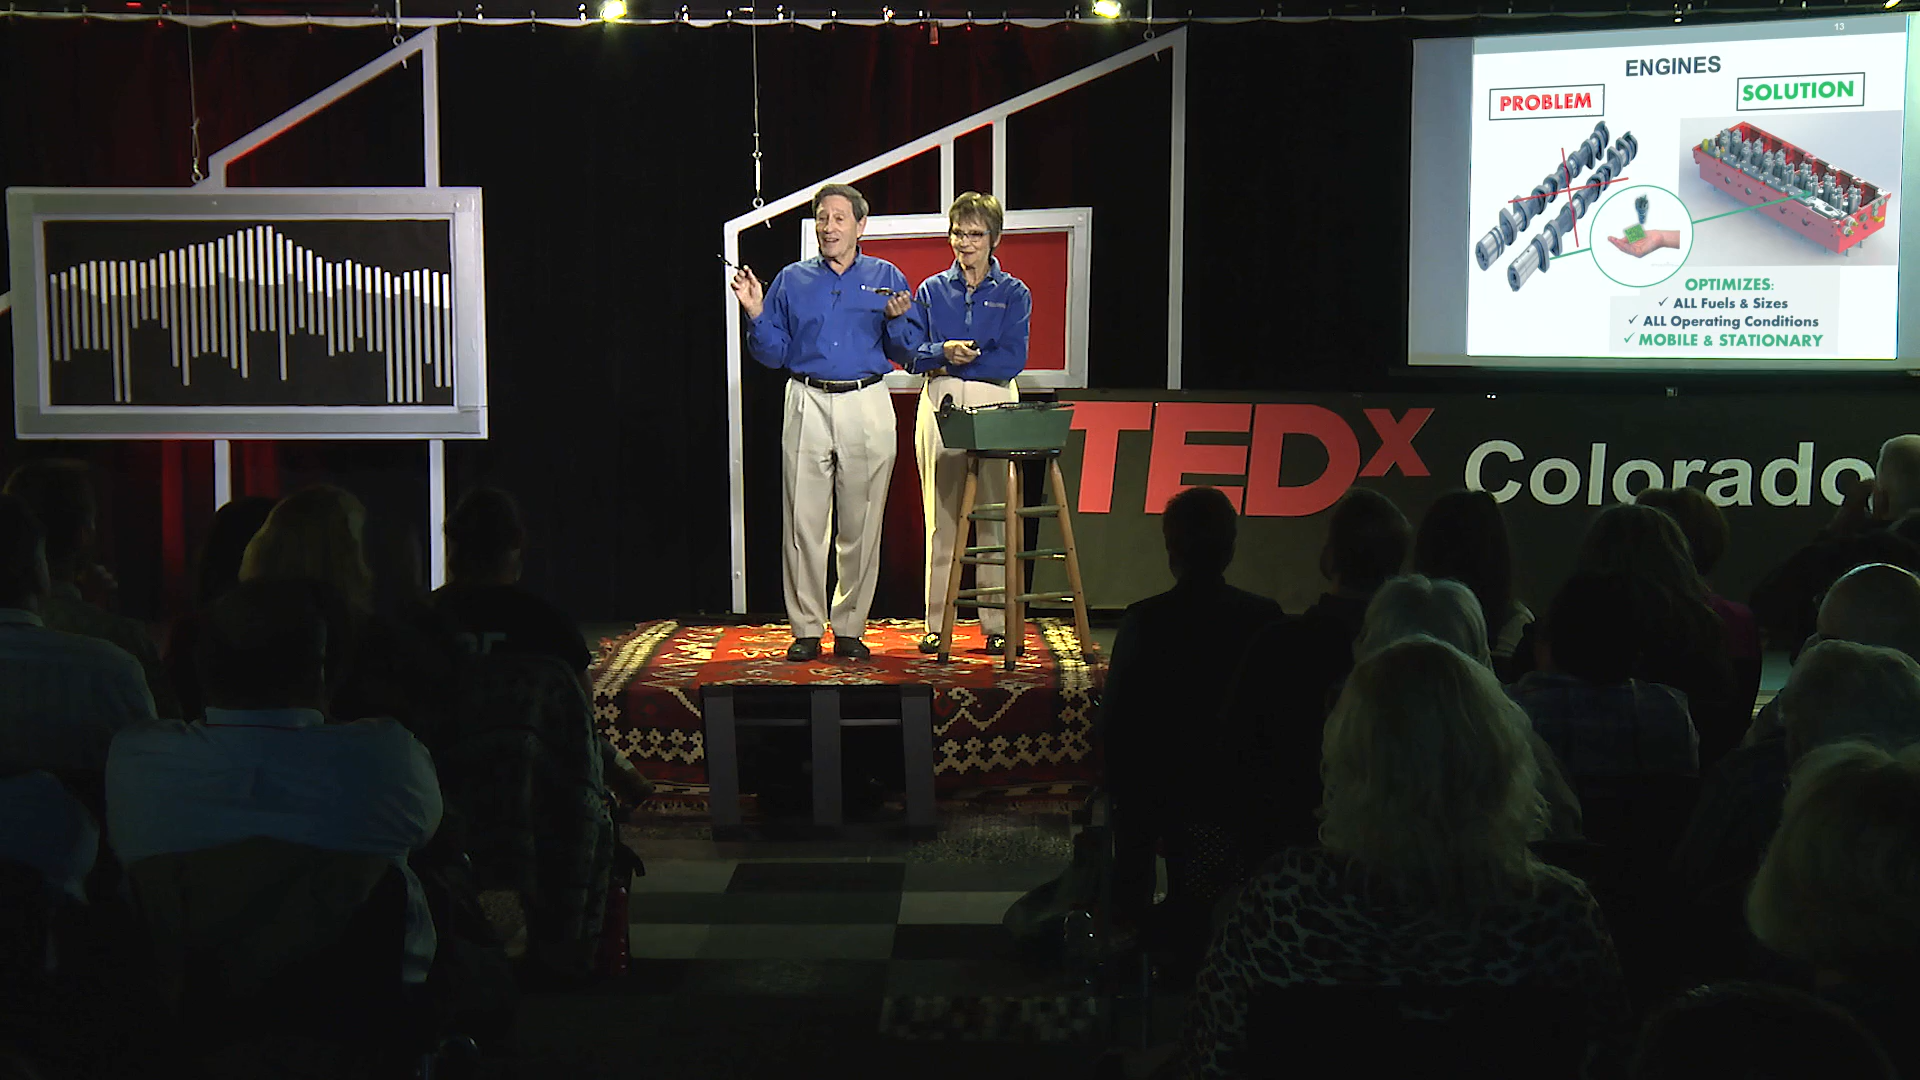 13
ENGINES
PROBLEM
SOLUTION
OPTIMIZES:
✓ ALL Fuels & Sizes
✓ ALL Operating Conditions
✓ MOBILE & STATIONARY
TEDx
Colorado